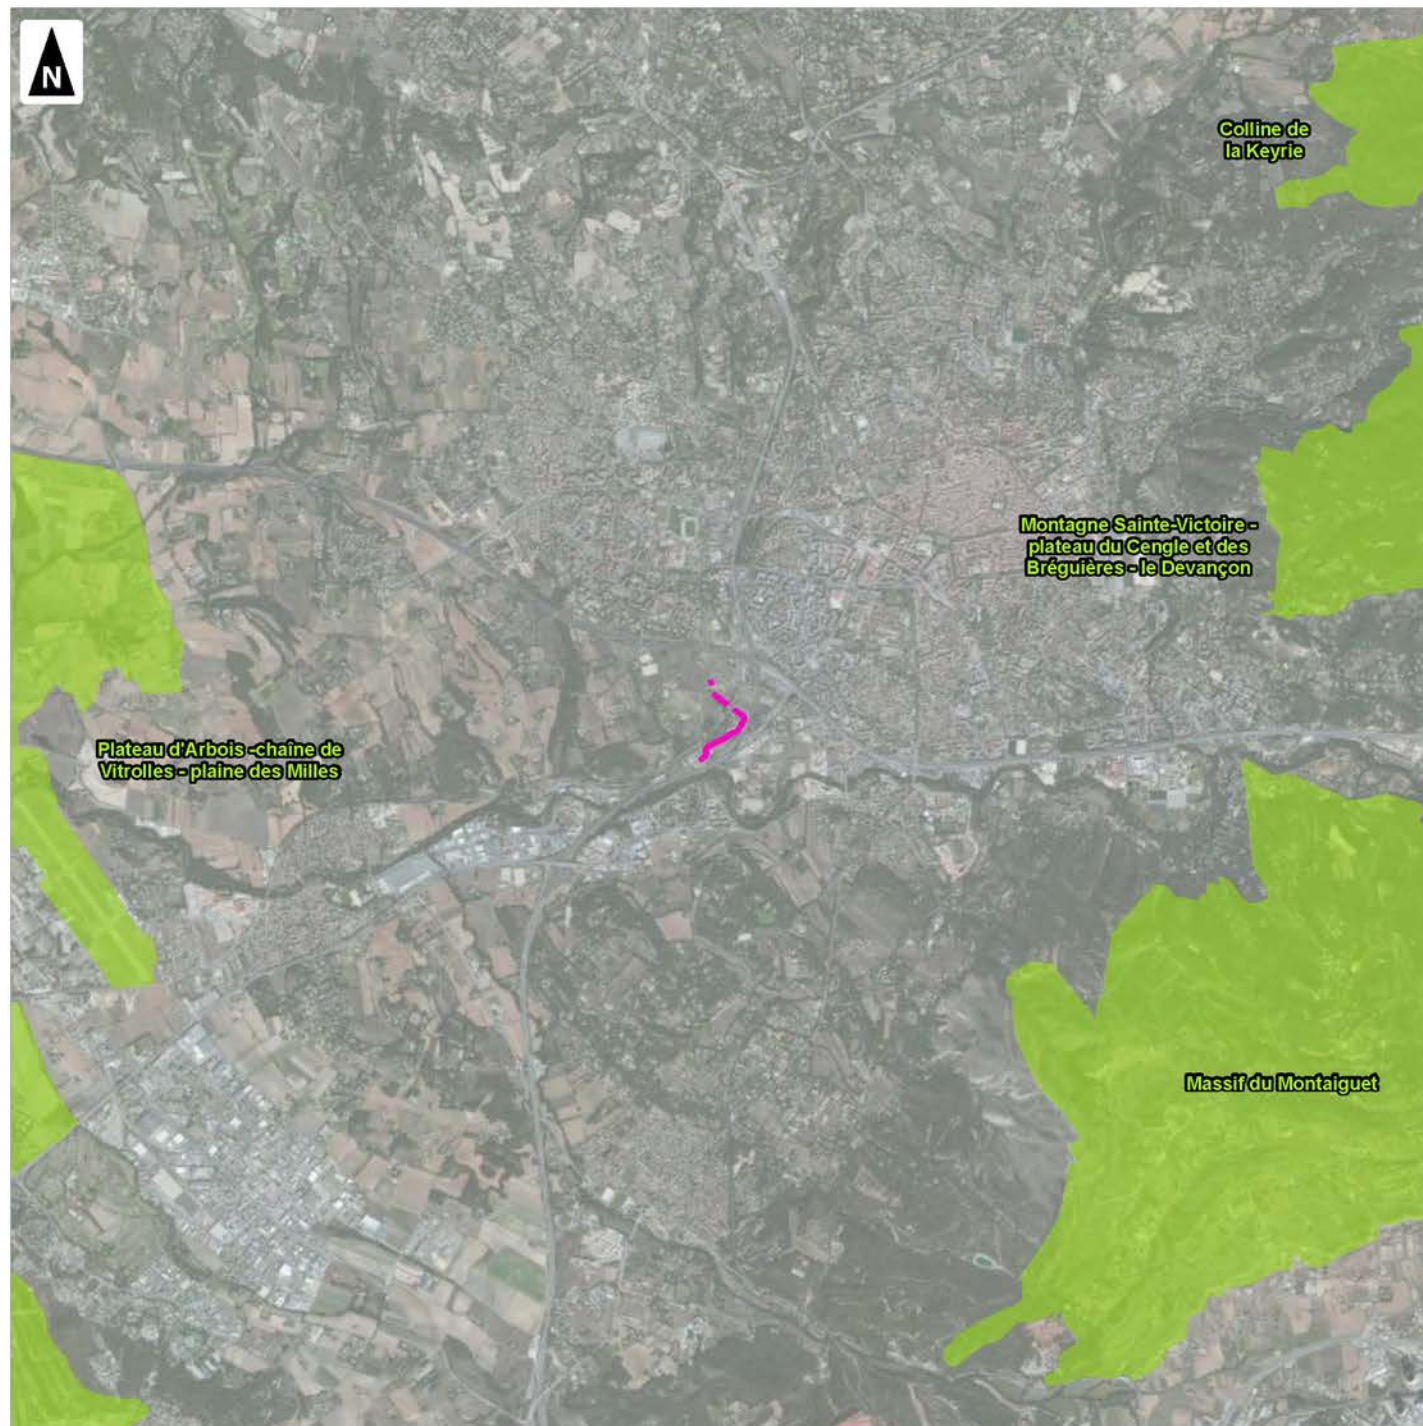 N
Colline de
la Keyrie
Montagne Sainte-Victoire -
plateau du Cengle et des
Bréguières - le Devançon
Plateau d'Arbois -chaîne de
Vitrolles - plaine des Milles
Massif du Montaiguet